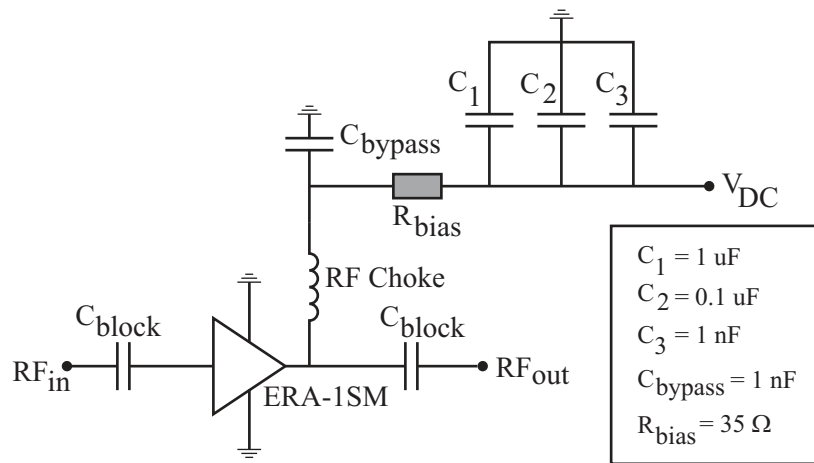 C1
C2
C3
Cbypass
VDC
Rbias
RF Choke
Cblock
Cblock
RFin
ERA-1SM
RFout
C1 = 1 uF
C2 = 0.1 uF
C3 = 1 nF
Cbypass = 1 nF
Rbias = 35 Ω